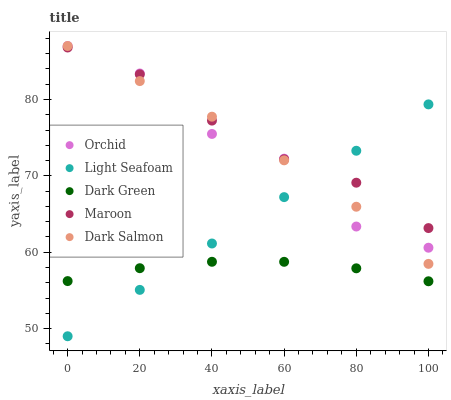 title
yaxis_label
80
70
60
50
Orchid
Light Seafoam
Dark Green
Maroon
Dark Salmon
0 20 40 60 80 100
xaxis_label